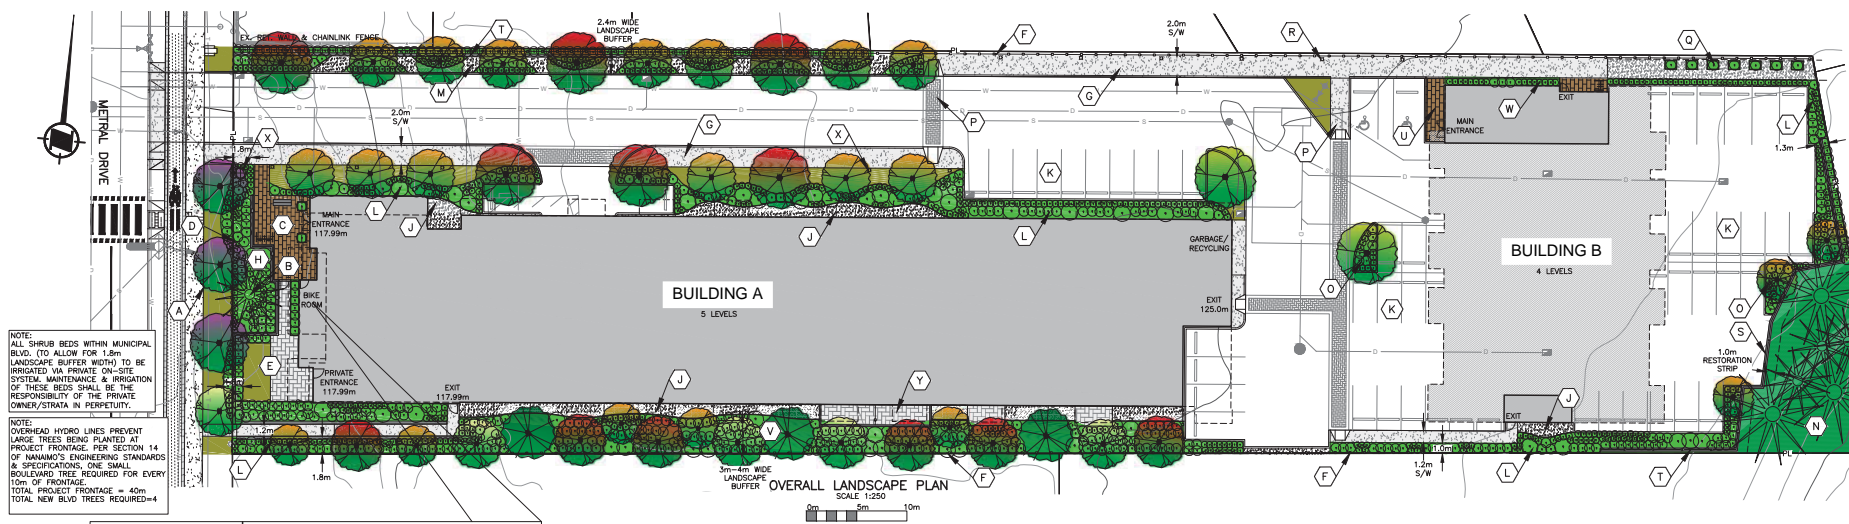 EX. RET. WALL & CHAINLINK FENCE
T
2.4m WIDE
LANDSCAPE
BUFFER
PL
F
2.0m
S/W
R
Q
M
G
W
EXIT
METRAL DRIVE
PL
1.8m
X
2.0m
S/W
G
X
P
P
U
MAIN
ENTRANCE
L
1.3m
K
D
C
MAIN
ENTRANCE
117.99m
L
J
J
L
GARBAGE/
RECYCLING
K
H
B
BIKE
ROOM
A
BUILDING A
5 LEVELS
EXIT
125.0m
O
K
BUILDING B
4 LEVELS
O
S
1.0m
RESTORATION
STRIP
NOTE:
ALL SHRUB BEDS WITHIN MUNICIPAL
BLVD. (TO ALLOW FOR 1.8m
LANDSCAPE BUFFER WIDTH) TO BE
IRRIGATED VIA PRIVATE ON-SITE
SYSTEM. MAINTENANCE & IRRIGATION
OF THESE BEDS SHALL BE THE
RESPONSIBILITY OF THE PRIVATE
OWNER/STRATA IN PERPETUITY.
E
PRIVATE
ENTRANCE
117.99m
EXIT
117.99m
J
Y
V
EXIT
J
N
NOTE:
OVERHEAD HYDRO LINES PREVENT
LARGE TREES BEING PLANTED AT
PROJECT FRONTAGE. PER SECTION 14
OF NANAIMO'S ENGINEERING STANDARDS
& SPECIFICATIONS, ONE SMALL
BOULEVARD TREE REQUIRED FOR EVERY
10m OF FRONTAGE.
TOTAL PROJECT FRONTAGE = 40m
TOTAL NEW BLVD TREES REQUIRED=4
1.2m
L
1.8m
3m-4m WIDE
LANDSCAPE
BUFFER
F
F
1.2m
S/W
1.6m
L
T
PL
OVERALL LANDSCAPE PLAN
SCALE 1:250
0m 5m 10m